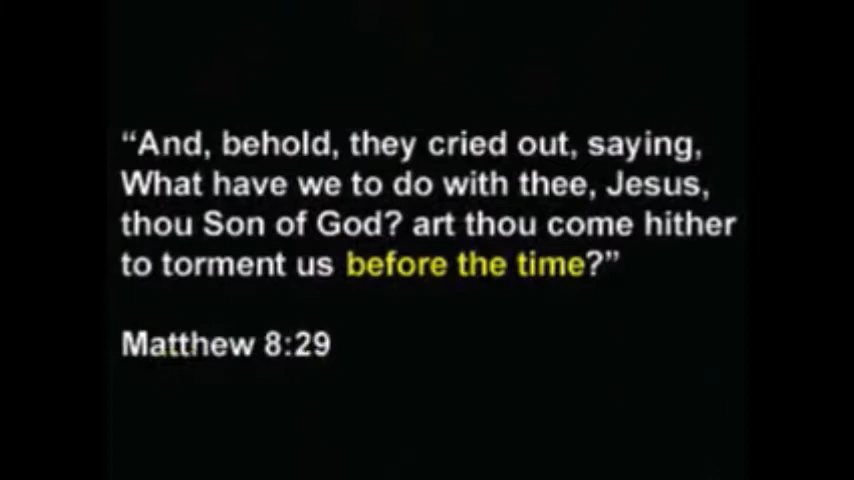 “And, behold, they cried out, saying,
What have we to do with thee, Jesus,
thou Son of God? art thou come hither
to torment us before the time?”
Matthew 8:29